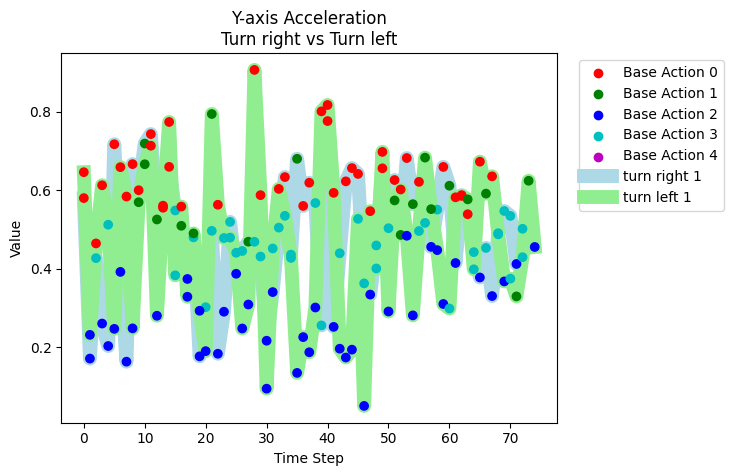 Y-axis Acceleration
Turn right vs Turn left
Value
0.8
0.6
0.4
0.2
0 10 20 30 40 50 60 70
Time Step
Base Action 0
Base Action 1
Base Action 2
Base Action 3
Base Action 4
turn right 1
turn left 1